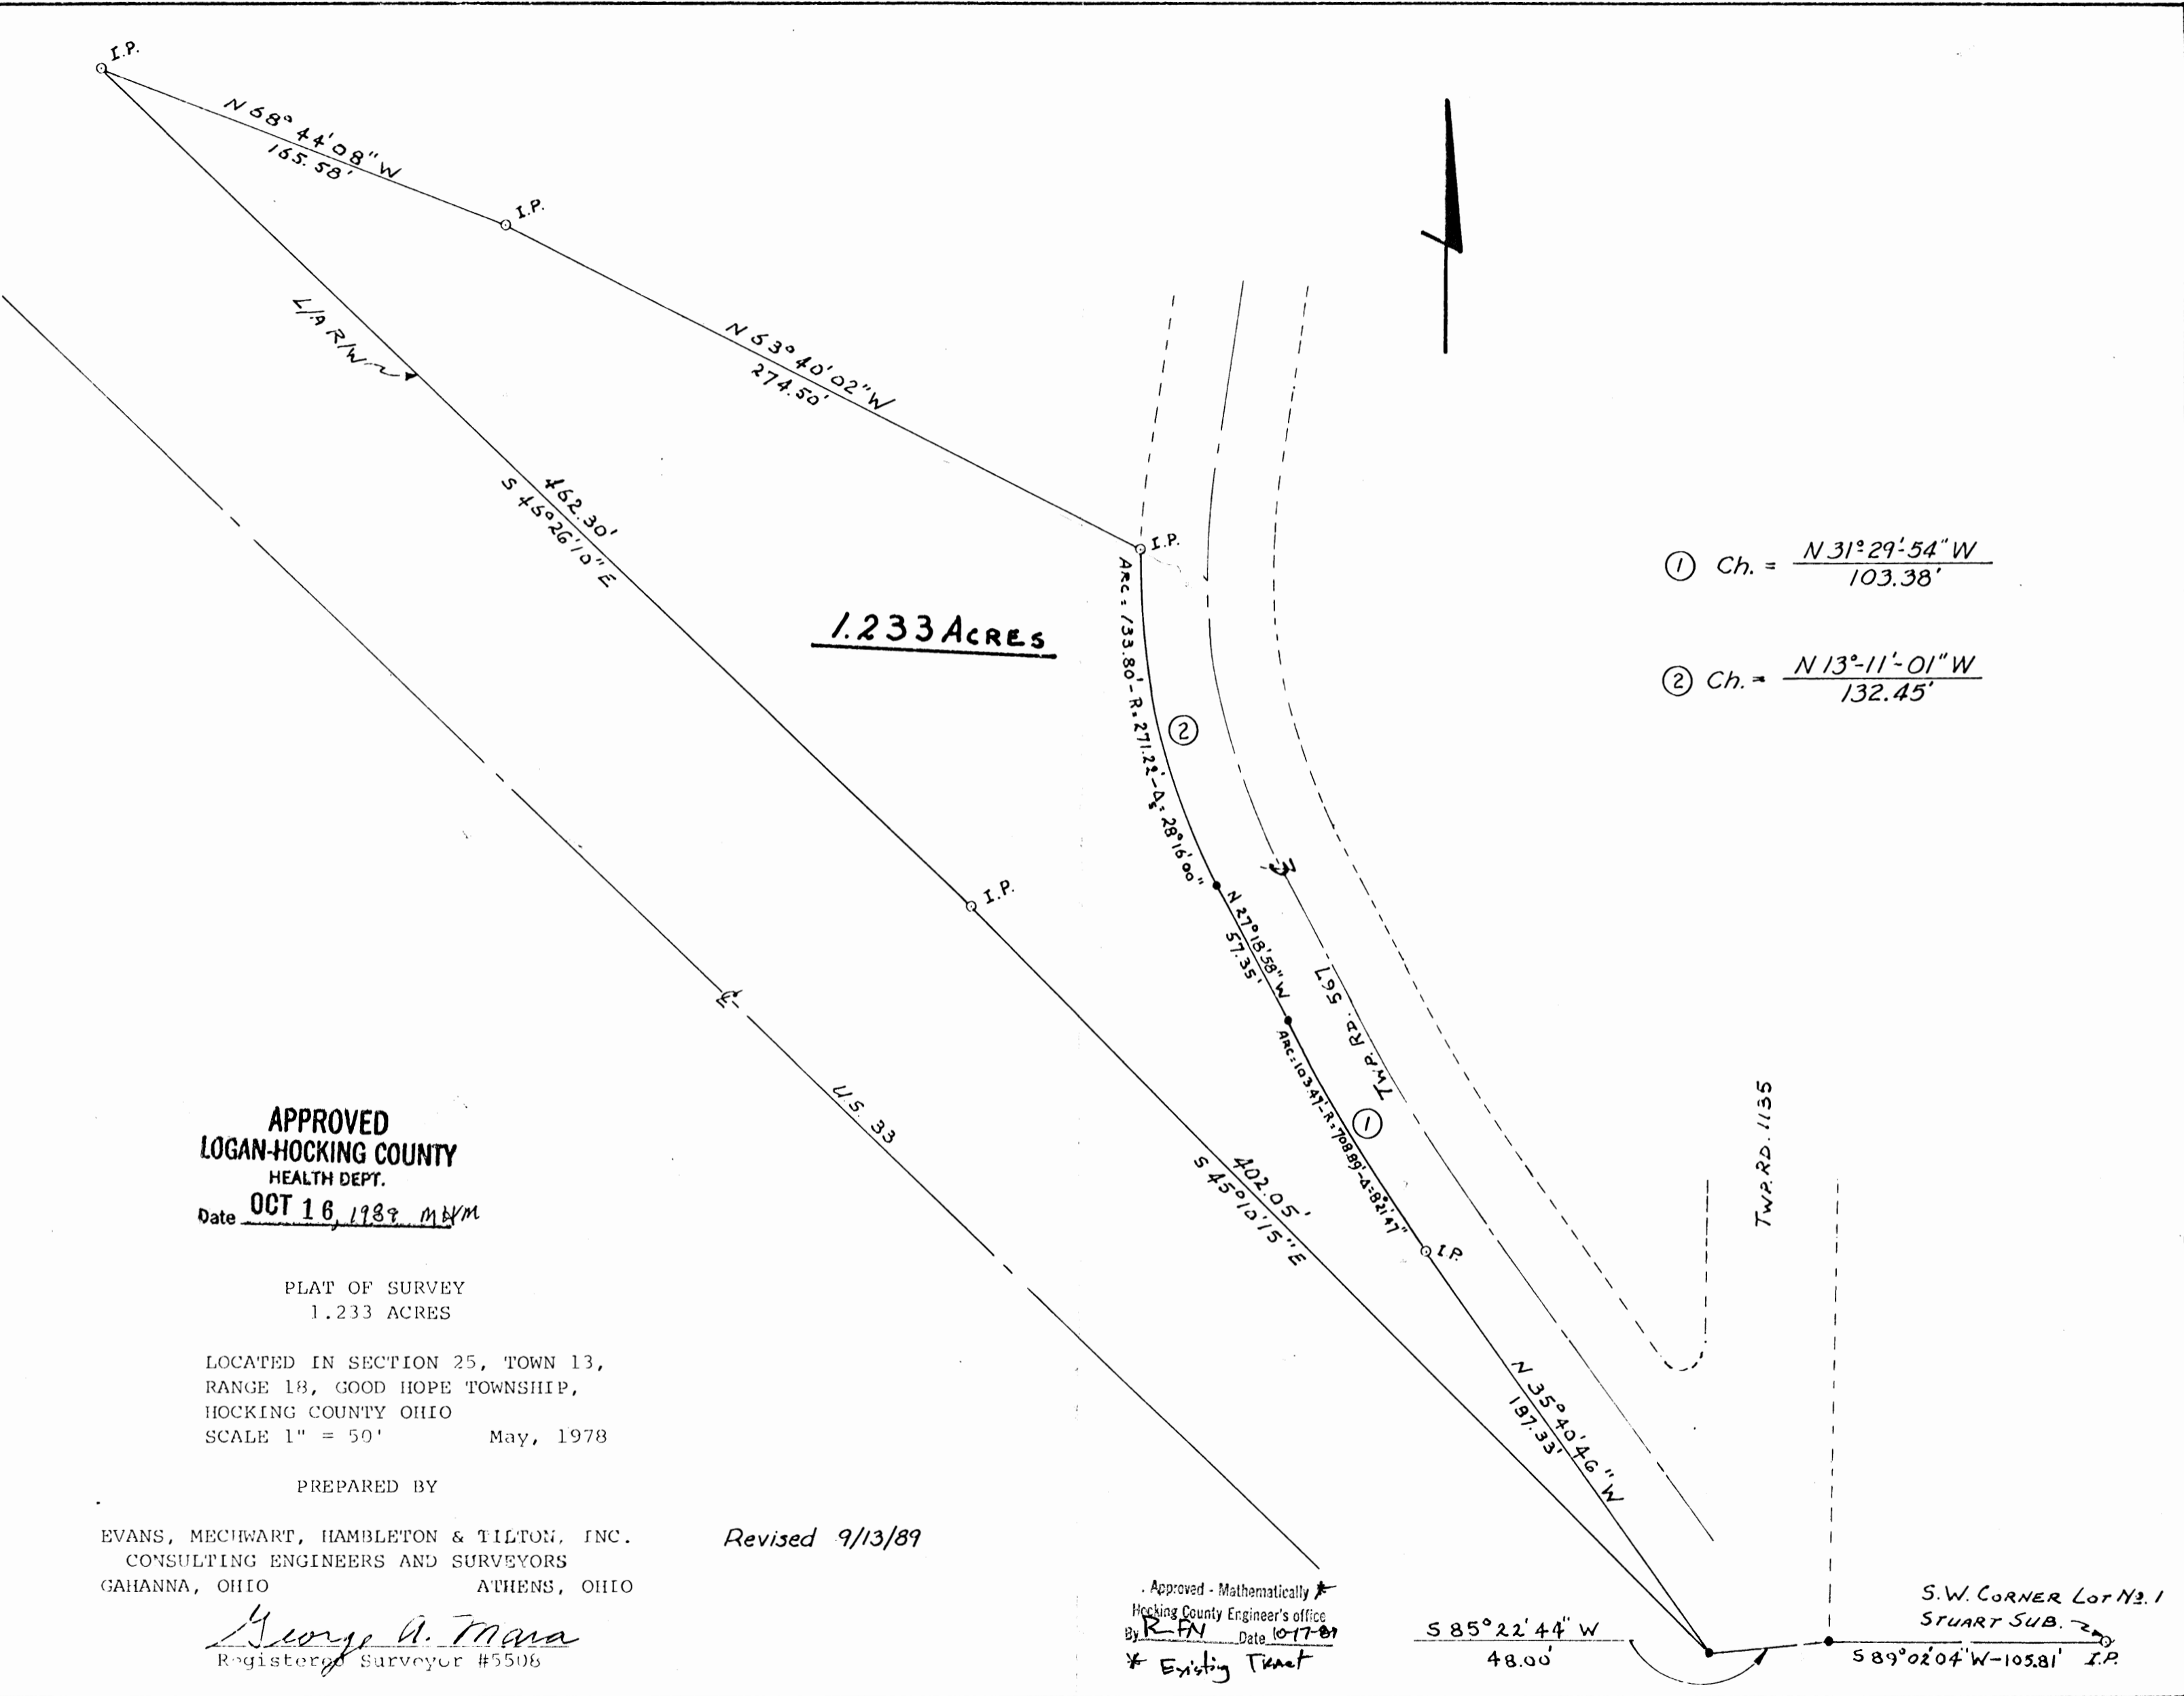 I.P.
N 68° 44' 08" W
165.58'
I.P.
L/A R/W
N 63° 40' 02" W
274.50'
I.P.
462.30'
S 45° 26' 10" E
1.233 ACRES
① Ch. = N 31°-29'-54" W
103.38'
② Ch. = N 13°-11'-01" W
132.45'
ARC = 133.80' - R = 271.22' - Δs = 28° 16' 00"
②
I.P.
N 27° 18' 58" W
57.35'
TWP. RD. 567
ARC = 103.47' - R = 708.89' - Δ = 8° 21' 47"
①
U.S. 33
402.05'
S 45° 10' 15" E
I.P.
TWP. RD. 1135
N 35° 40' 46" W
197.33'
APPROVED
LOGAN-HOCKING COUNTY
HEALTH DEPT.
Date OCT 16, 1989 MHM
PLAT OF SURVEY
1.233 ACRES
LOCATED IN SECTION 25, TOWN 13,
RANGE 18, GOOD HOPE TOWNSHIP,
HOCKING COUNTY OHIO
SCALE 1" = 50' May, 1978
PREPARED BY
EVANS, MECHWART, HAMBLETON & TILTON, INC.
CONSULTING ENGINEERS AND SURVEYORS
GAHANNA, OHIO ATHENS, OHIO
George A. Mara
Registered Surveyor #5508
Revised 9/13/89
Approved - Mathematically *
Hocking County Engineer's office
By Date 10-17-89
* Existing Tract
S 85° 22' 44" W
48.00'
S.W. CORNER LOT No. 1
STUART SUB.
S 89° 02' 04" W - 105.81' I.P.